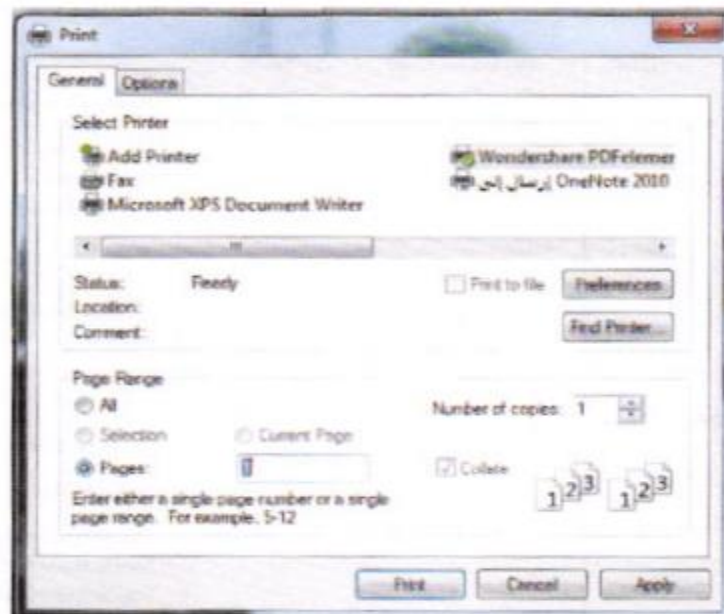 Print
General Options
Select Printer
Add Printer
Fax
Microsoft XPS Document Writer
Wondershare PDFelemer
إرسال إلى OneNote 2010
Status: Ready
Location:
Comment:
Print to file
Preferences
Find Printer...
Page Range
All
Selection Current Page
Pages:
Enter either a single page number or a single
page range. For example, 5-12
Number of copies: 1
Collate
1 2 3 1 2 3
Print Cancel Apply